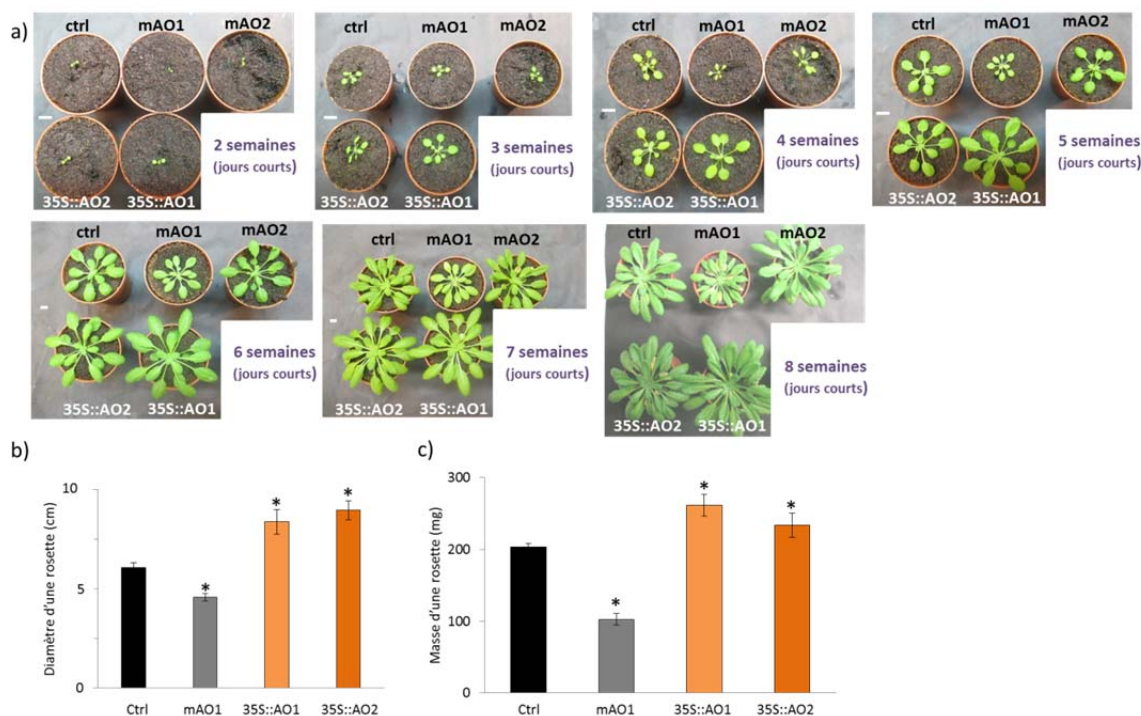 a)
ctrl mAO1 mAO2
35S::AO2 35S::AO1
2 semaines
(jours courts)
ctrl mAO1 mAO2
35S::AO2 35S::AO1
3 semaines
(jours courts)
ctrl mAO1 mAO2
35S::AO2 35S::AO1
4 semaines
(jours courts)
ctrl mAO1 mAO2
35S::AO2 35S::AO1
5 semaines
(jours courts)
ctrl mAO1 mAO2
35S::AO2 35S::AO1
6 semaines
(jours courts)
ctrl mAO1 mAO2
35S::AO2 35S::AO1
7 semaines
(jours courts)
ctrl mAO1 mAO2
35S::AO2 35S::AO1
8 semaines
(jours courts)
b)
Diamètre d'une rosette (cm)
10
5
0
* * *
Ctrl mAO1 35S::AO1 35S::AO2
c)
Masse d'une rosette (mg)
300
200
100
0
* * *
Ctrl mAO1 35S::AO1 35S::AO2